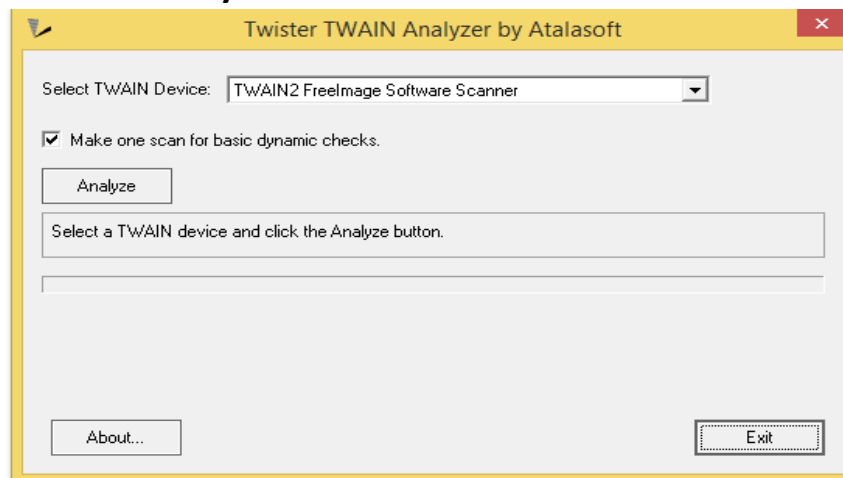 Twister TWAIN Analyzer by Atalasoft
Select TWAIN Device: TWAIN2 FreeImage Software Scanner
Make one scan for basic dynamic checks.
Analyze
Select a TWAIN device and click the Analyze button.
About... Exit